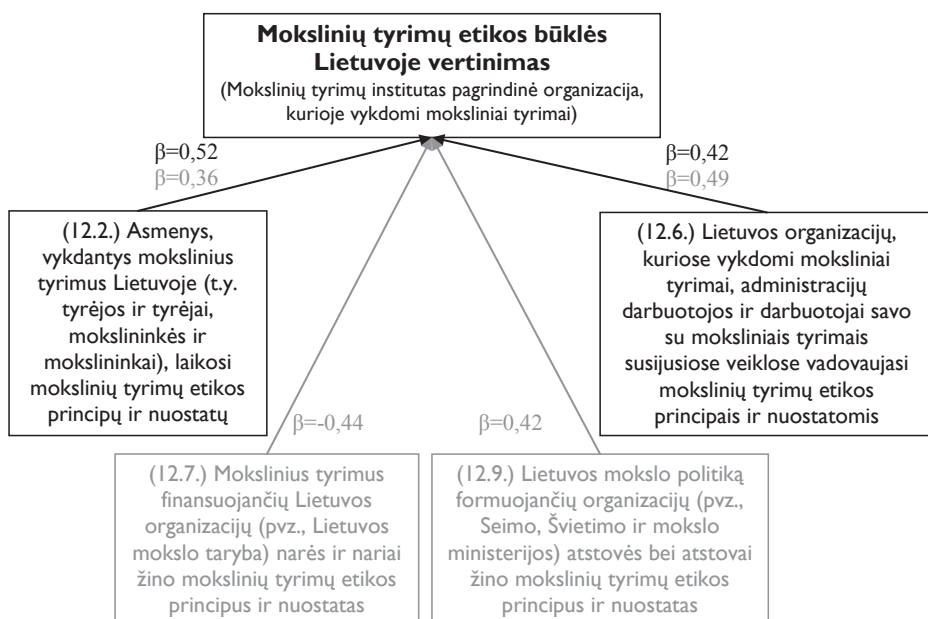 Mokslinių tyrimų etikos būklės
Lietuvoje vertinimas
(Mokslinių tyrimų institutas pagrindinė organizacija,
kurioje vykdomi moksliniai tyrimai)
β=0,52
β=0,36
β=0,42
β=0,49
(12.2.) Asmenys,
vykdantys mokslinius
tyrimus Lietuvoje (t.y.
tyrėjos ir tyrėjai,
mokslininkės ir
mokslininkai), laikosi
mokslinių tyrimų etikos
principų ir nuostatų
(12.6.) Lietuvos organizacijų,
kuriose vykdomi moksliniai
tyrimai, administracijų
darbuotojos ir darbuotojai savo
su moksliniais tyrimais
susijusiose veiklose vadovaujasi
mokslinių tyrimų etikos
principais ir nuostatomis
β=-0,44
β=0,42
(12.7.) Mokslinius tyrimus
finansuojančių Lietuvos
organizacijų (pvz., Lietuvos
mokslo taryba) narės ir nariai
žino mokslinių tyrimų etikos
principus ir nuostatas
(12.9.) Lietuvos mokslo politiką
formuojančių organizacijų (pvz.,
Seimo, Švietimo ir mokslo
ministerijos) atstovės bei atstovai
žino mokslinių tyrimų etikos
principus ir nuostatas